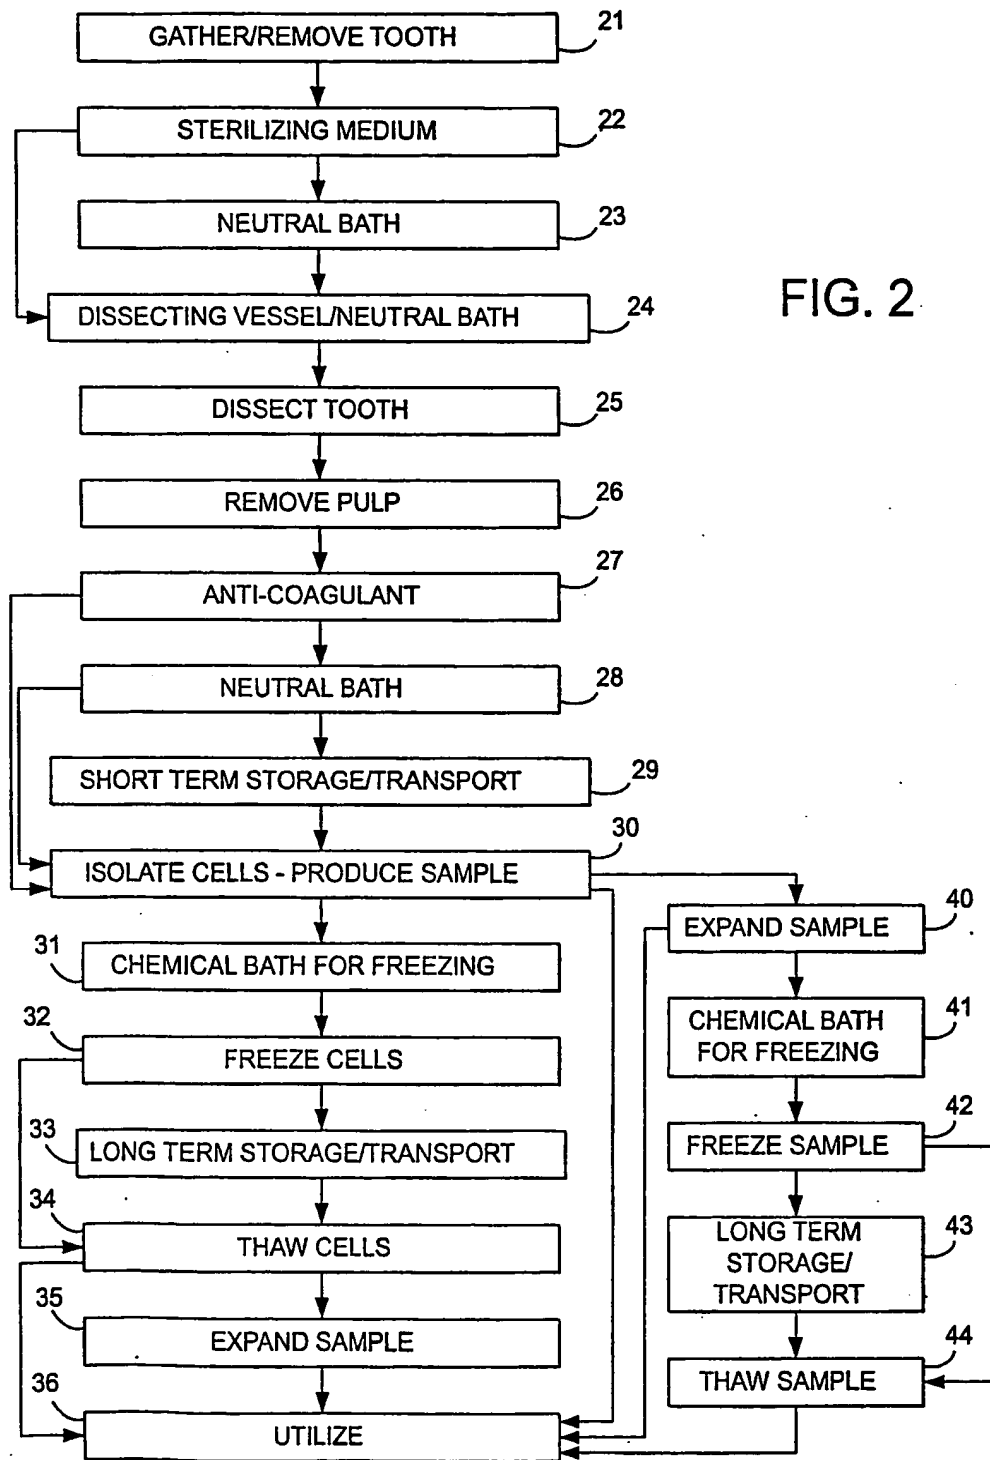 GATHER/REMOVE TOOTH
21
STERILIZING MEDIUM
22
NEUTRAL BATH
23
DISSECTING VESSEL/NEUTRAL BATH
24
FIG. 2
DISSECT TOOTH
25
REMOVE PULP
26
ANTI-COAGULANT
27
NEUTRAL BATH
28
SHORT TERM STORAGE/TRANSPORT
29
ISOLATE CELLS - PRODUCE SAMPLE
30
31
CHEMICAL BATH FOR FREEZING
32
FREEZE CELLS
33
LONG TERM STORAGE/TRANSPORT
34
THAW CELLS
35
EXPAND SAMPLE
36
UTILIZE
EXPAND SAMPLE
40
CHEMICAL BATH
FOR FREEZING
41
FREEZE SAMPLE
42
LONG TERM
STORAGE/
TRANSPORT
43
THAW SAMPLE
44